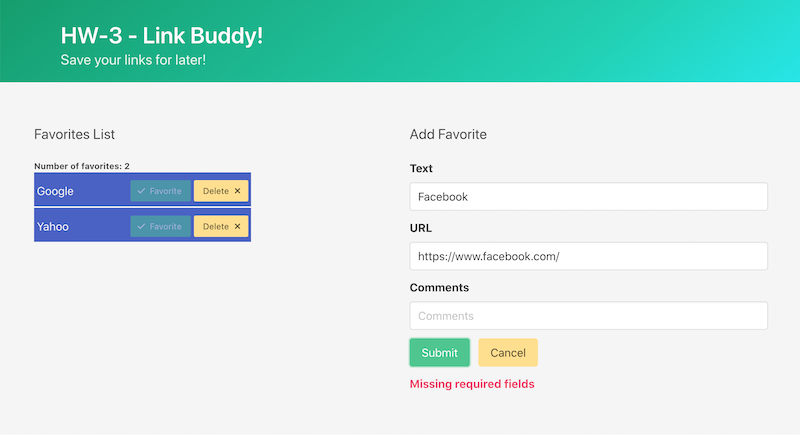 HW-3 - Link Buddy!
Save your links for later!
Favorites List
Number of favorites: 2
Google Favorite Delete
Yahoo Favorite Delete
Add Favorite
Text
Facebook
URL
https://www.facebook.com/
Comments
Comments
Submit Cancel
Missing required fields